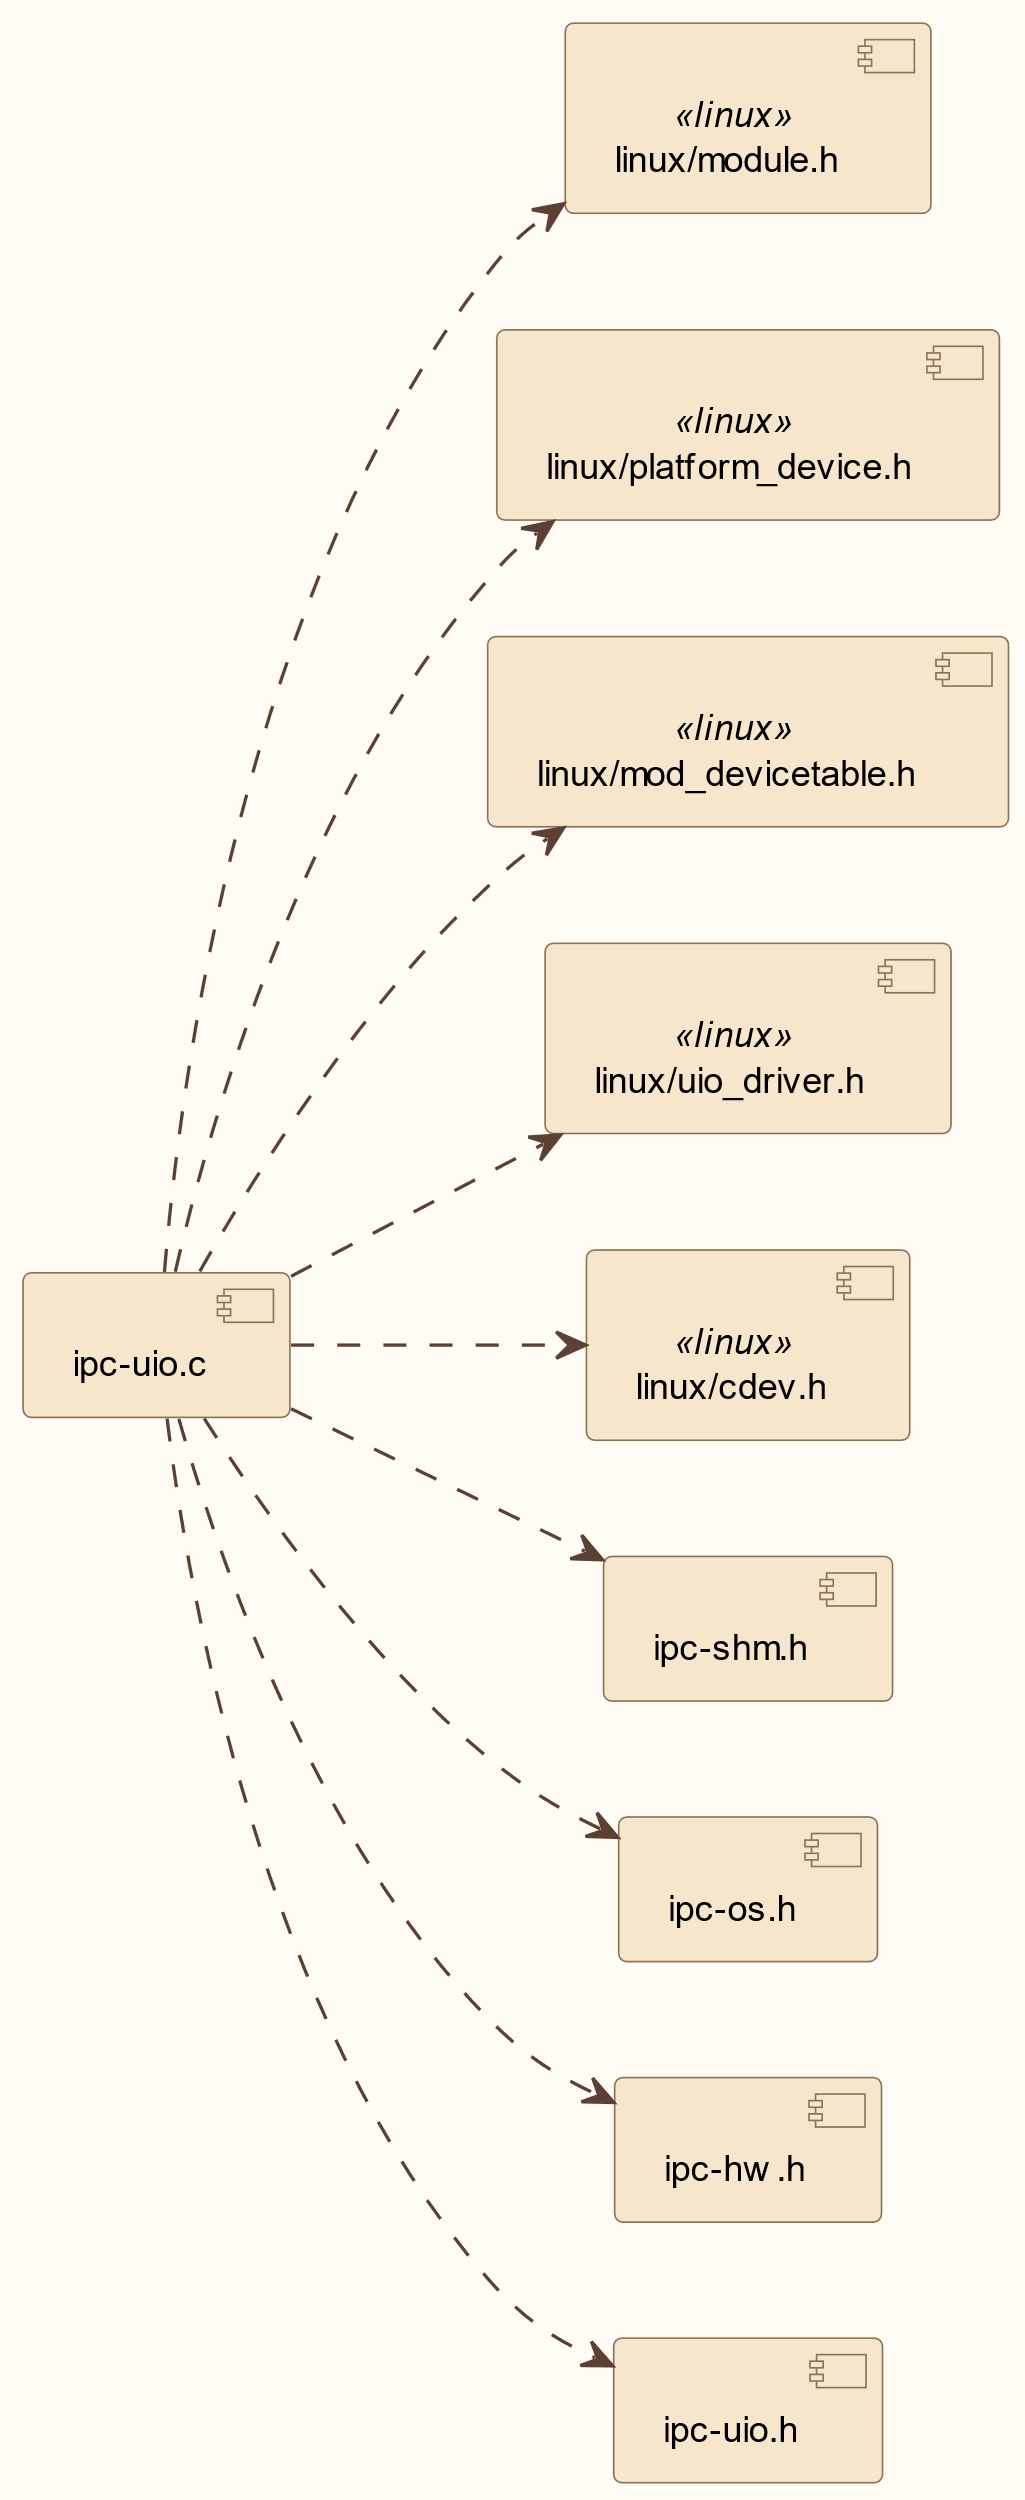 «linux»
linux/module.h
«linux»
linux/platform_device.h
«linux»
linux/mod_devicetable.h
«linux»
linux/uio_driver.h
ipc-uio.c
«linux»
linux/cdev.h
ipc-shm.h
ipc-os.h
ipc-hw.h
ipc-uio.h